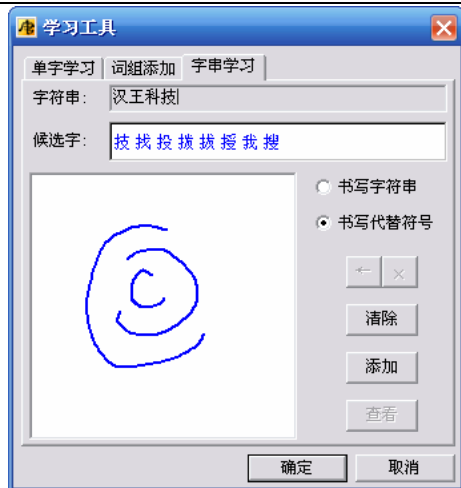 学习工具
单字学习 词组添加 字串学习
字符串: 汉王科技
候选字: 技 找 投 拨 拔 授 我 搜
书写字符串
书写代替符号
清除
添加
查看
确定 取消